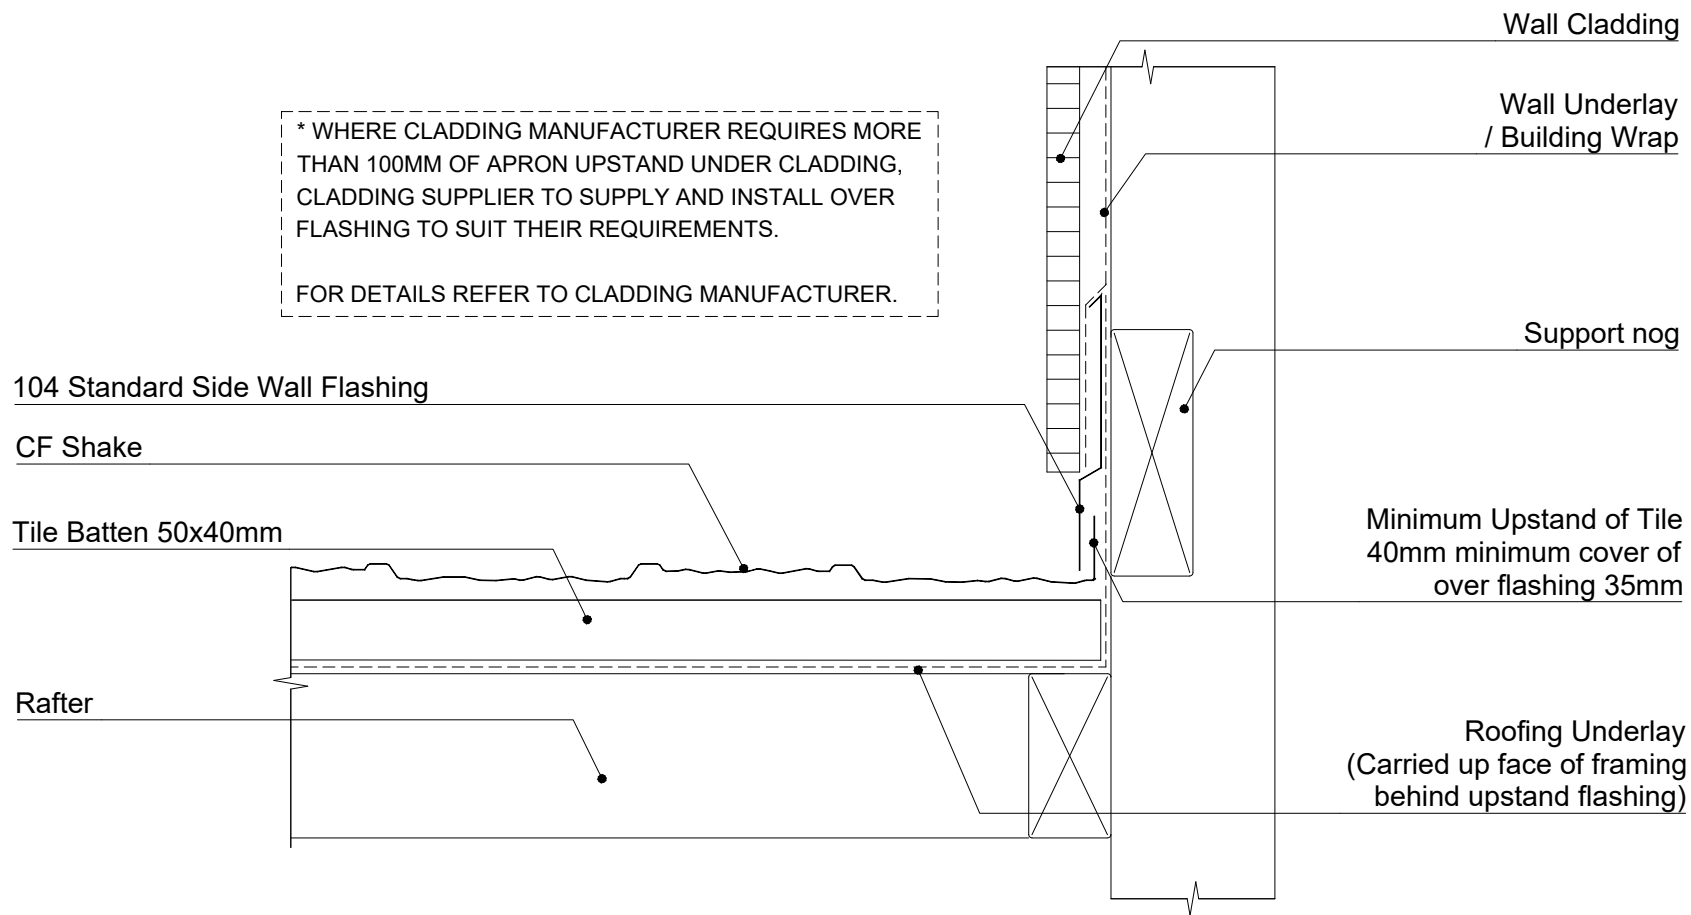 Wall Cladding
Wall Underlay
/ Building Wrap
* WHERE CLADDING MANUFACTURER REQUIRES MORE
THAN 100MM OF APRON UPSTAND UNDER CLADDING,
CLADDING SUPPLIER TO SUPPLY AND INSTALL OVER
FLASHING TO SUIT THEIR REQUIREMENTS.
FOR DETAILS REFER TO CLADDING MANUFACTURER.
Support nog
104 Standard Side Wall Flashing
CF Shake
Tile Batten 50x40mm
Minimum Upstand of Tile
40mm minimum cover of
over flashing 35mm
Rafter
Roofing Underlay
(Carried up face of framing
behind upstand flashing)